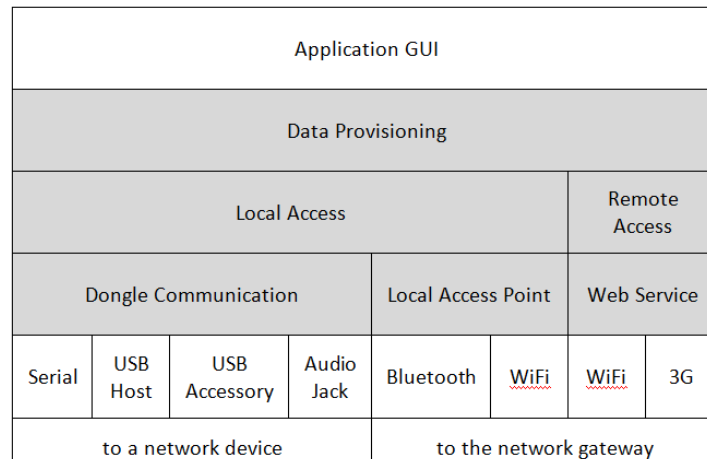 Application GUI
Data Provisioning
Local Access
Remote
Access
Dongle Communication
Local Access Point
Web Service
Serial
USB
Host
USB
Accessory
Audio
Jack
Bluetooth
WiFi
WiFi
3G
to a network device
to the network gateway